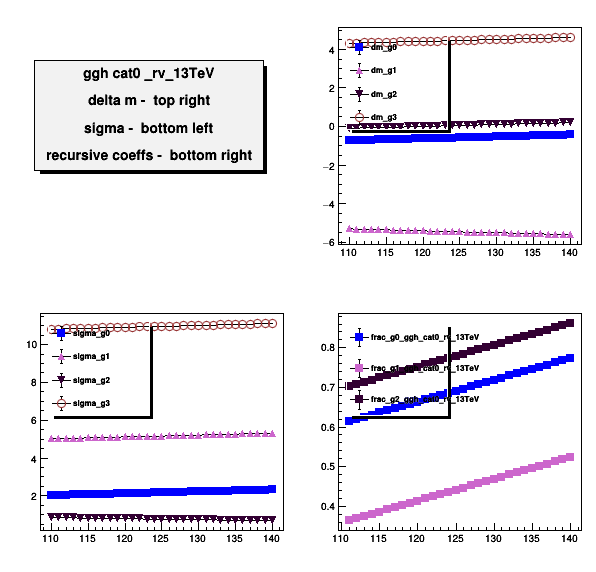 ggh cat0 _rv_13TeV
delta m - top right
sigma - bottom left
recursive coeffs - bottom right
dm_g0
dm_g1
dm_g2
dm_g3
4
2
0
−2
−4
−6
110 115 120 125 130 135 140
sigma_g0
sigma_g1
sigma_g2
sigma_g3
10
8
6
4
2
110 115 120 125 130 135 140
frac_g0_ggh_cat0_rv_13TeV
frac_g1_ggh_cat0_rv_13TeV
frac_g2_ggh_cat0_rv_13TeV
0.8
0.7
0.6
0.5
0.4
110 115 120 125 130 135 140